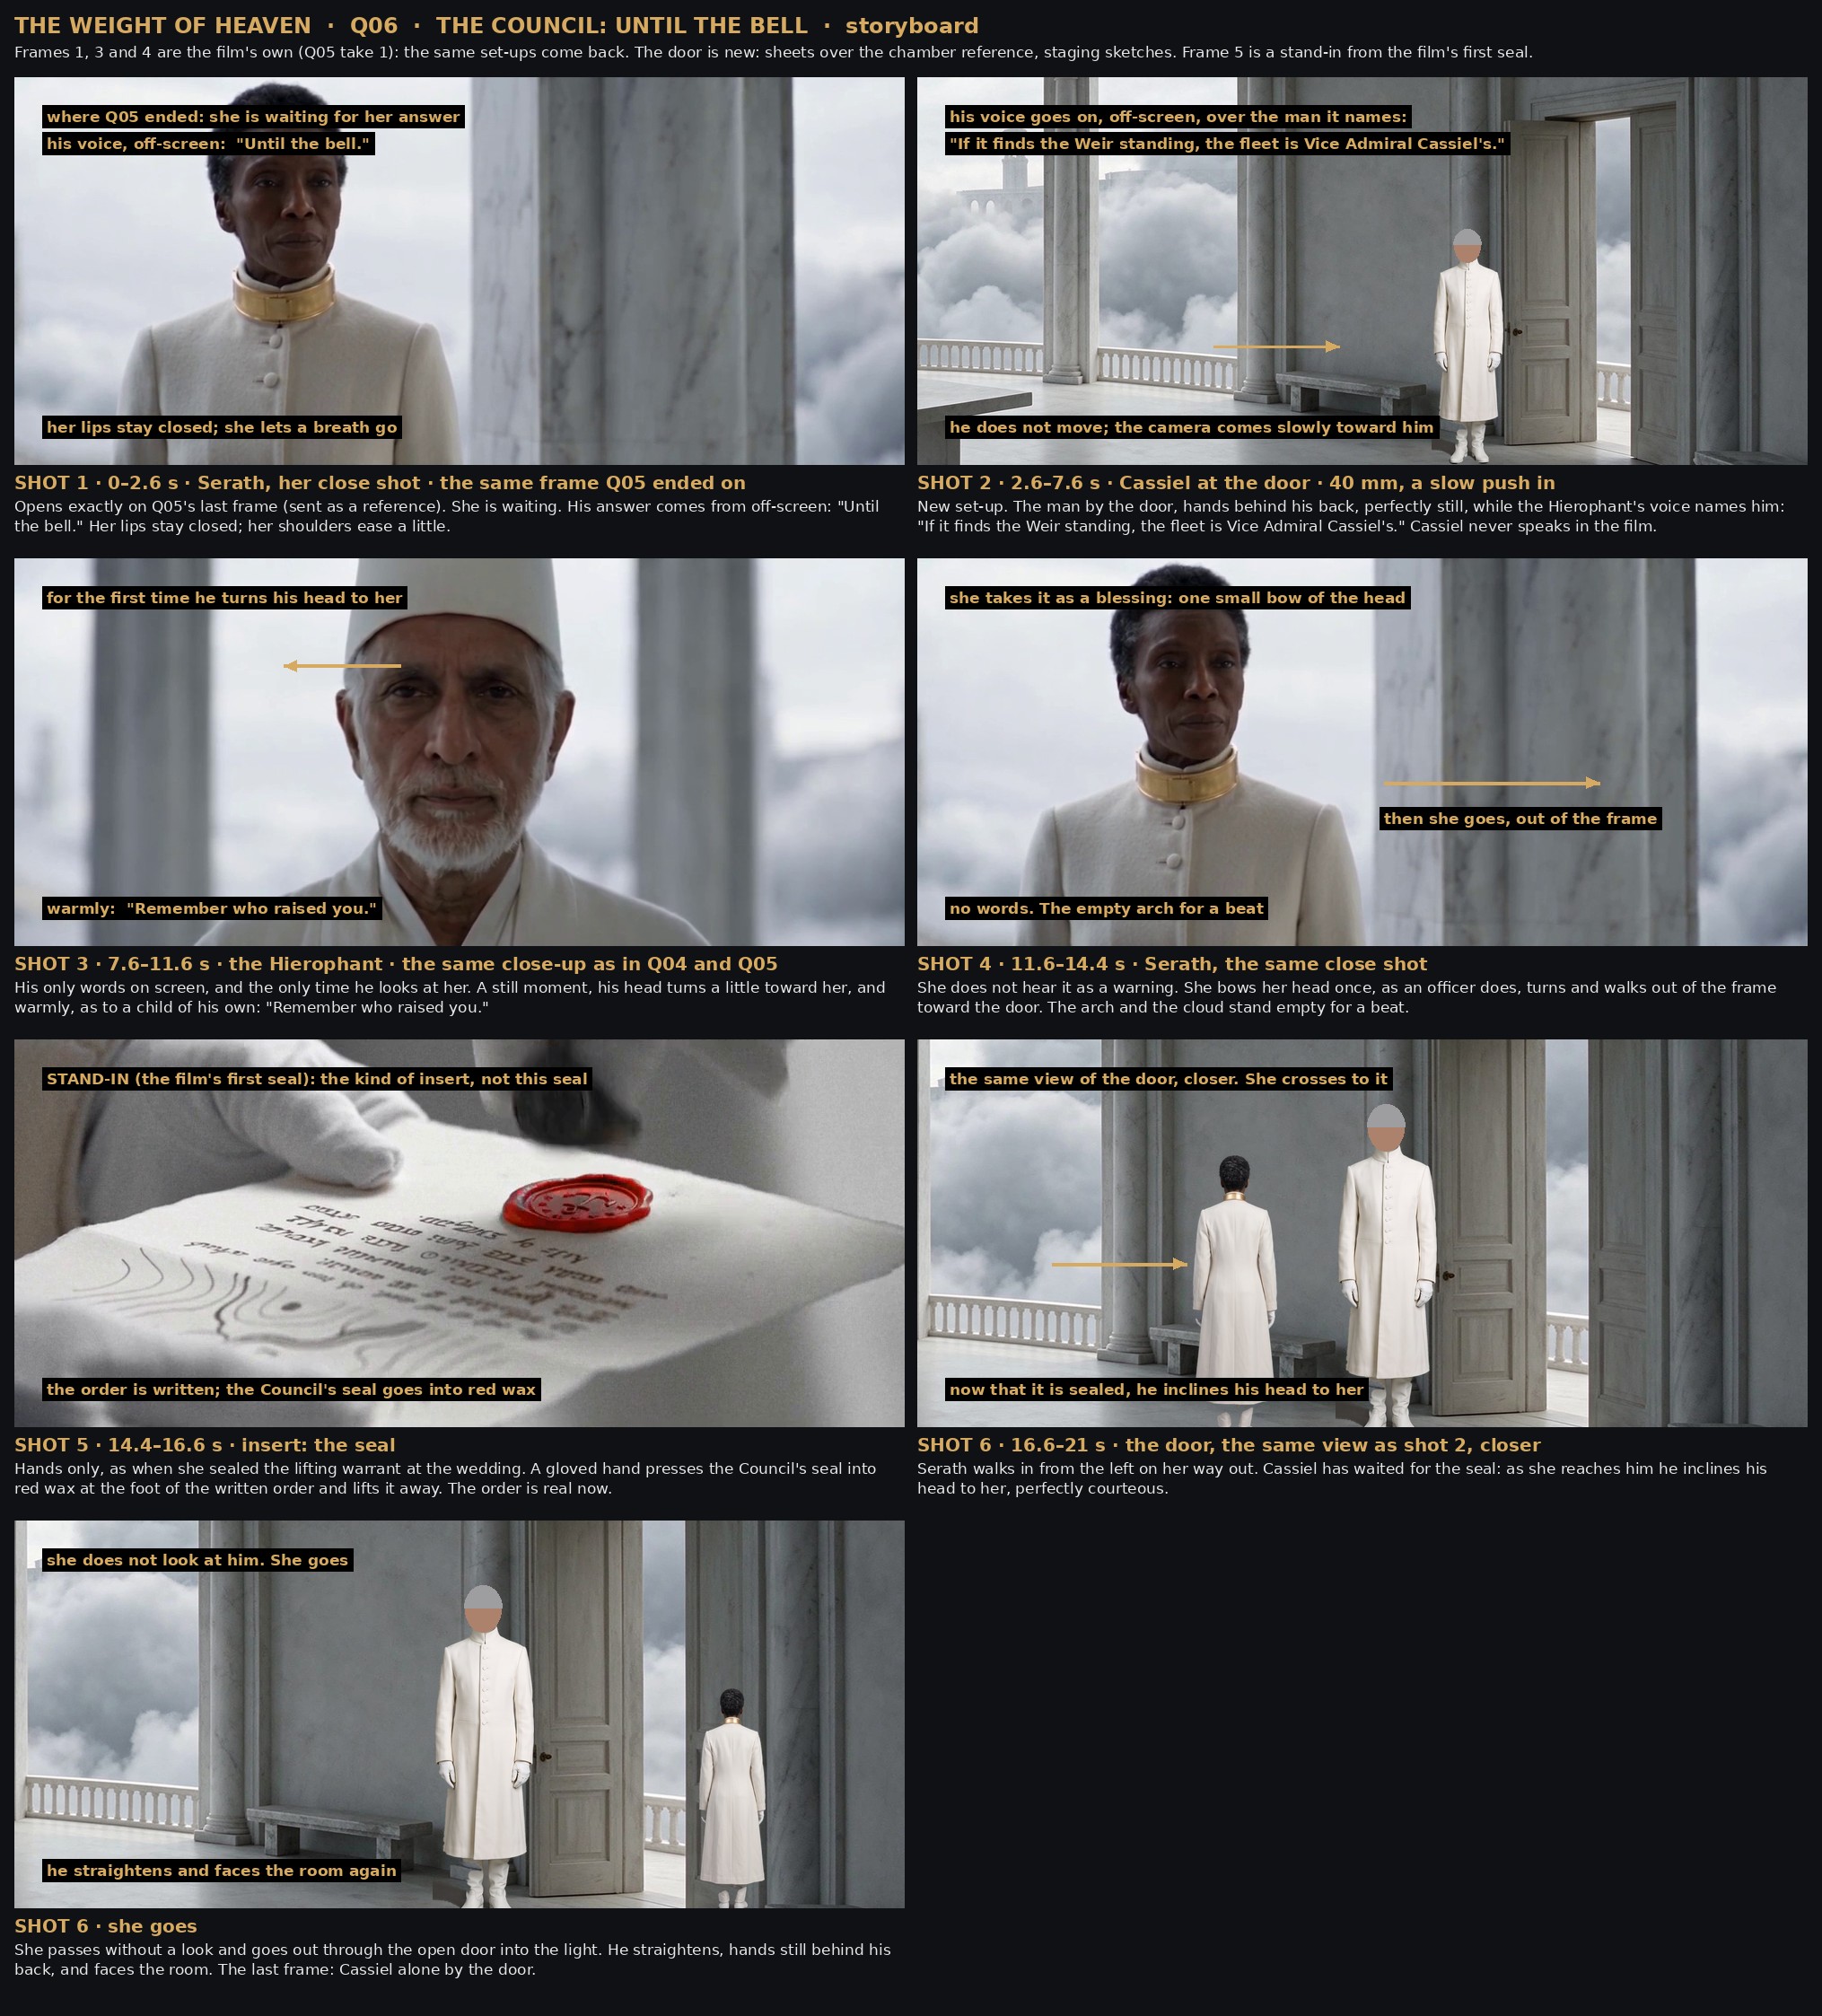 THE WEIGHT OF HEAVEN · Q06 · THE COUNCIL: UNTIL THE BELL · storyboard
Frames 1, 3 and 4 are the film's own (Q05 take 1): the same set-ups come back. The door is new: sheets over the chamber reference, staging sketches. Frame 5 is a stand-in from the film's first seal.
where Q05 ended: she is waiting for her answer
his voice, off-screen: "Until the bell."
her lips stay closed; she lets a breath go
SHOT 1 · 0–2.6 s · Serath, her close shot · the same frame Q05 ended on
Opens exactly on Q05's last frame (sent as a reference). She is waiting. His answer comes from off-screen: "Until
the bell." Her lips stay closed; her shoulders ease a little.
his voice goes on, off-screen, over the man it names:
"If it finds the Weir standing, the fleet is Vice Admiral Cassiel's."
he does not move; the camera comes slowly toward him
SHOT 2 · 2.6–7.6 s · Cassiel at the door · 40 mm, a slow push in
New set-up. The man by the door, hands behind his back, perfectly still, while the Hierophant's voice names him:
"If it finds the Weir standing, the fleet is Vice Admiral Cassiel's." Cassiel never speaks in the film.
for the first time he turns his head to her
warmly: "Remember who raised you."
SHOT 3 · 7.6–11.6 s · the Hierophant · the same close-up as in Q04 and Q05
His only words on screen, and the only time he looks at her. A still moment, his head turns a little toward her, and
warmly, as to a child of his own: "Remember who raised you."
she takes it as a blessing: one small bow of the head
then she goes, out of the frame
no words. The empty arch for a beat
SHOT 4 · 11.6–14.4 s · Serath, the same close shot
She does not hear it as a warning. She bows her head once, as an officer does, turns and walks out of the frame
toward the door. The arch and the cloud stand empty for a beat.
STAND-IN (the film's first seal): the kind of insert, not this seal
the order is written; the Council's seal goes into red wax
SHOT 5 · 14.4–16.6 s · insert: the seal
Hands only, as when she sealed the lifting warrant at the wedding. A gloved hand presses the Council's seal into
red wax at the foot of the written order and lifts it away. The order is real now.
the same view of the door, closer. She crosses to it
now that it is sealed, he inclines his head to her
SHOT 6 · 16.6–21 s · the door, the same view as shot 2, closer
Serath walks in from the left on her way out. Cassiel has waited for the seal: as she reaches him he inclines his
head to her, perfectly courteous.
she does not look at him. She goes
he straightens and faces the room again
SHOT 6 · she goes
She passes without a look and goes out through the open door into the light. He straightens, hands still behind his
back, and faces the room. The last frame: Cassiel alone by the door.